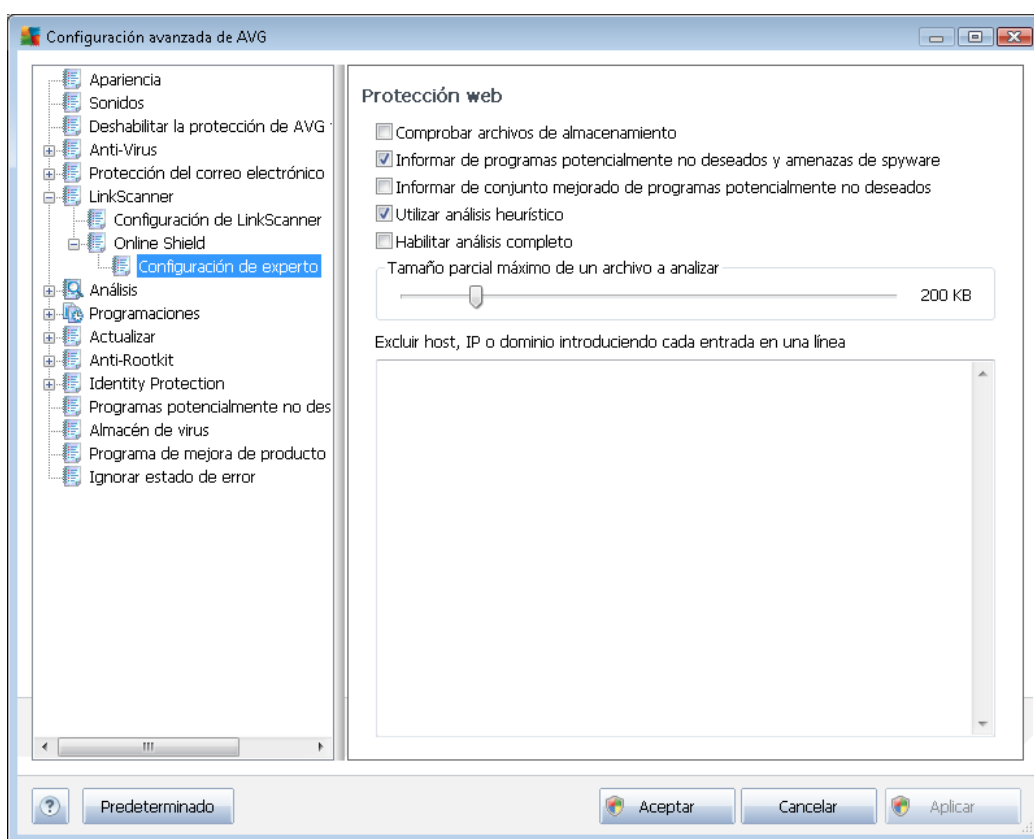 Configuración avanzada de AVG
Apariencia
Sonidos
Deshabilitar la protección de AVG
Anti-Virus
Protección del correo electrónico
LinkScanner
Configuración de LinkScanner
Online Shield
Configuración de experto
Análisis
Programaciones
Actualizar
Anti-Rootkit
Identity Protection
Programas potencialmente no des
Almacén de virus
Programa de mejora de producto
Ignorar estado de error
Protección web
Comprobar archivos de almacenamiento
Informar de programas potencialmente no deseados y amenazas de spyware
Informar de conjunto mejorado de programas potencialmente no deseados
Utilizar análisis heurístico
Habilitar análisis completo
Tamaño parcial máximo de un archivo a analizar
200 KB
Excluir host, IP o dominio introduciendo cada entrada en una línea
Predeterminado
Aceptar
Cancelar
Aplicar